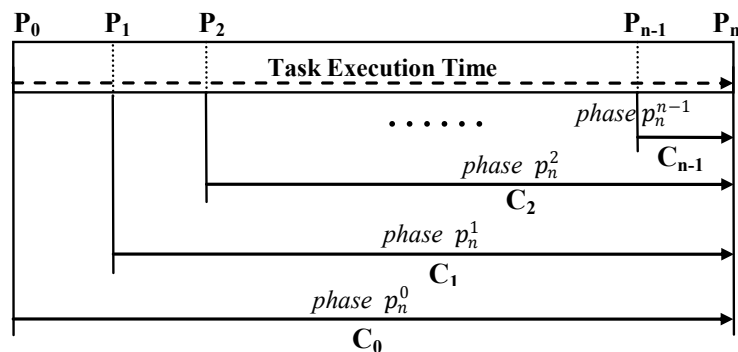 P₀ P₁ P₂ Pₙ₋₁ Pₙ
Task Execution Time
......
phase pₙⁿ⁻¹
Cₙ₋₁
phase pₙ²
C₂
phase pₙ¹
C₁
phase pₙ⁰
C₀